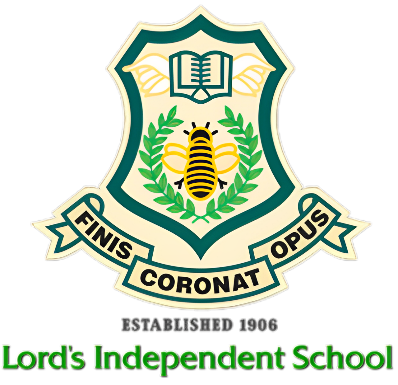 FINIS CORONAT OPUS
ESTABLISHED 1906
Lord's Independent School